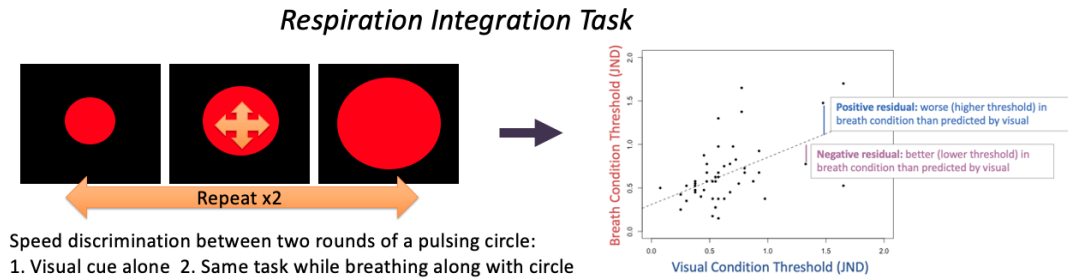 Respiration Integration Task
Repeat x2
Speed discrimination between two rounds of a pulsing circle:
1. Visual cue alone 2. Same task while breathing along with circle
Breath Condition Threshold (JND)
2.0
1.5
1.0
0.5
0.0
0.0 0.5 1.0 1.5 2.0
Visual Condition Threshold (JND)
Positive residual: worse (higher threshold) in
breath condition than predicted by visual
Negative residual: better (lower threshold) in
breath condition than predicted by visual